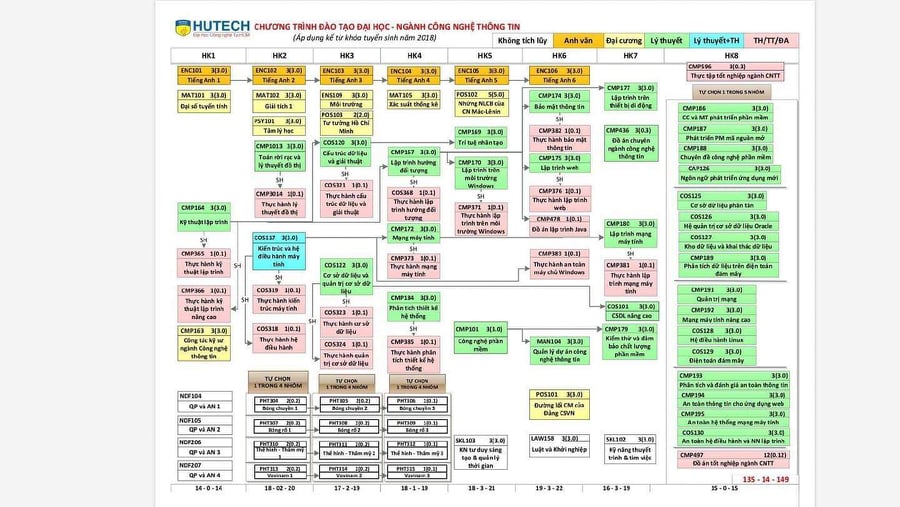 HUTECH
Đại học Công nghệ Tp.HCM
CHƯƠNG TRÌNH ĐÀO TẠO ĐẠI HỌC - NGÀNH CÔNG NGHỆ THÔNG TIN
(Áp dụng kể từ khóa tuyển sinh năm 2018)
Không tích lũy
Anh văn
Đại cương
Lý thuyết
Lý thuyết+TH
TH/TT/ĐA
HK1
HK2
HK3
HK4
HK5
HK6
HK7
HK8
ENC101 3(3.0)
Tiếng Anh 1
MAT101 3(3.0)
Đại số tuyến tính
CMP164 3(3.0)
Kỹ thuật lập trình
SH
CMP365 1(0.1)
Thực hành kỹ
thuật lập trình
CMP366 1(0.1)
Thực hành kỹ
thuật lập trình
nâng cao
CMP163 3(3.0)
Công tác kỹ sư
ngành Công nghệ
thông tin
NDF104
QP và AN 1
NDF105
QP và AN 2
NDF206
QP và AN 3
NDF207
QP và AN 4
14 - 0 - 14
ENC102 3(3.0)
Tiếng Anh 2
MAT102 3(3.0)
Giải tích 1
PSY101 3(3.0)
Tâm lý học
CMP1013 3(3.0)
Toán rời rạc và
lý thuyết đồ thị
SH
CMP3014 1(0.1)
Thực hành lý
thuyết đồ thị
COS137 3(3.0)
Kiến trúc và hệ
điều hành máy
tính
SH
SH
COS319 1(0.1)
Thực hành kiến
trúc máy tính
SH
COS318 1(0.1)
Thực hành hệ
điều hành
TỰ CHỌN
1 TRONG 4 NHÓM
PHT304 2(0.2)
Bóng chuyền 1
PHT307 2(0.2)
Bóng rổ 1
PHT310 2(0.2)
Thể hình - Thẩm mỹ
1
PHT313 2(0.2)
Vovinam 1
18 - 02 - 20
ENC103 3(3.0)
Tiếng Anh 3
ENS109 3(3.0)
Môi trường
POS103 2(2.0)
Tư tưởng Hồ Chí
Minh
COS120 3(3.0)
Cấu trúc dữ liệu
và giải thuật
SH
COS321 1(0.1)
Thực hành cấu
trúc dữ liệu và
giải thuật
COS122 3(3.0)
Cơ sở dữ liệu và
quản trị cơ sở dữ
liệu
SH
SH
COS323 1(0.1)
Thực hành cơ sở
dữ liệu
COS324 1(0.1)
Thực hành quản
trị cơ sở dữ liệu
TỰ CHỌN
1 TRONG 4 NHÓM
PHT305 2(0.2)
Bóng chuyền 2
PHT308 2(0.2)
Bóng rổ 2
PHT311 2(0.2)
Thể hình - Thẩm mỹ 2
PHT314 2(0.2)
Vovinam 2
17 - 2 -19
ENC104 3(3.0)
Tiếng Anh 4
MAT105 3(3.0)
Xác suất thống kê
CMP167 3(3.0)
Lập trình hướng
đối tượng
SH
COS368 1(0.1)
Thực hành lập
trình hướng đối
tượng
CMP172 3(3.0)
Mạng máy tính
SH
CMP373 1(0.1)
Thực hành mạng
máy tính
CMP184 3(3.0)
Phân tích thiết kế
hệ thống
SH
CMP385 1(0.1)
Thực hành phân
tích thiết kế hệ
thống
TỰ CHỌN
1 TRONG 4 NHÓM
PHT306 1(0.1)
Bóng chuyền 3
PHT309 1(0.1)
Bóng rổ 3
PHT312 1(0.1)
Thể hình - Thẩm mỹ 3
PHT315 1(0.1)
Vovinam 3
18 - 1 -19
ENC105 3(3.0)
Tiếng Anh 5
POS102 5(5.0)
Những NLCB của
CN Mác-Lênin
CMP169 3(3.0)
Trí tuệ nhân tạo
CMP170 3(3.0)
Lập trình trên
môi trường
Windows
SH
CMP371 1(0.1)
Thực hành lập
trình trên môi
trường Windows
CMP101 3(3.0)
Công nghệ phần
mềm
SKL103 3(3.0)
KN tư duy sáng
tạo & quản lý
thời gian
18 - 3 - 21
ENC106 3(3.0)
Tiếng Anh 6
CMP174 3(3.0)
Bảo mật thông tin
SH
CMP382 1(0.1)
Thực hành bảo mật
thông tin
CMP175 3(3.0)
Lập trình web
SH
CMP376 1(0.1)
Thực hành lập trình
web
CMP478 1(0.1)
Đồ án lập trình Java
CMP383 1(0.1)
Thực hành an toàn
máy chủ Windows
MAN104 3(3.0)
Quản lý dự án công
nghệ thông tin
POS101 3(3.0)
Đường lối CM của
Đảng CSVN
LAW158 3(3.0)
Luật và Khởi nghiệp
19 - 3 - 22
CMP177 3(3.0)
Lập trình trên
thiết bị di động
CMP436 3(0.3)
Đồ án chuyên
ngành công nghệ
thông tin
CMP180 3(3.0)
Lập trình mạng
máy tính
SH
CMP381 1(0.1)
Thực hành lập
trình mạng máy
tính
COS101 3(3.0)
CSDL nâng cao
CMP179 3(3.0)
Kiểm thử và đảm
bảo chất lượng
phần mềm
SKL102 3(3.0)
Kỹ năng thuyết
trình & tìm việc
16 - 3 -19
CMP596 3(0.3)
Thực tập tốt nghiệp ngành CNTT
TỰ CHỌN 1 TRONG 5 NHÓM
CMP186 3(3.0)
CC và MT phát triển phần mềm
CMP187 3(3.0)
Phát triển PM mã nguồn mở
CMP188 3(3.0)
Chuyên đề công nghệ phần mềm
CAP126 3(3.0)
Ngôn ngữ phát triển ứng dụng mới
COS125 3(3.0)
Cơ sở dữ liệu phân tán
COS126 3(3.0)
Hệ quản trị cơ sở dữ liệu Oracle
COS127 3(3.0)
Kho dữ liệu và khai thác dữ liệu
CMP189 3(3.0)
Phân tích dữ liệu trên điện toán
đám mây
CMP191 3(3.0)
Quản trị mạng
CMP192 3(3.0)
Mạng máy tính nâng cao
COS128 3(3.0)
Hệ điều hành Linux
COS129 3(3.0)
Điện toán đám mây
CMP193 3(3.0)
Phân tích và đánh giá an toàn thông tin
CMP194 3(3.0)
An toàn thông tin cho ứng dụng web
CMP195 3(3.0)
An toàn hệ thống mạng máy tính
COS130 3(3.0)
An toàn hệ điều hành và NN lập trình
CMP497 12(0.12)
Đồ án tốt nghiệp ngành CNTT
135 - 14 - 149
15 - 0 - 15